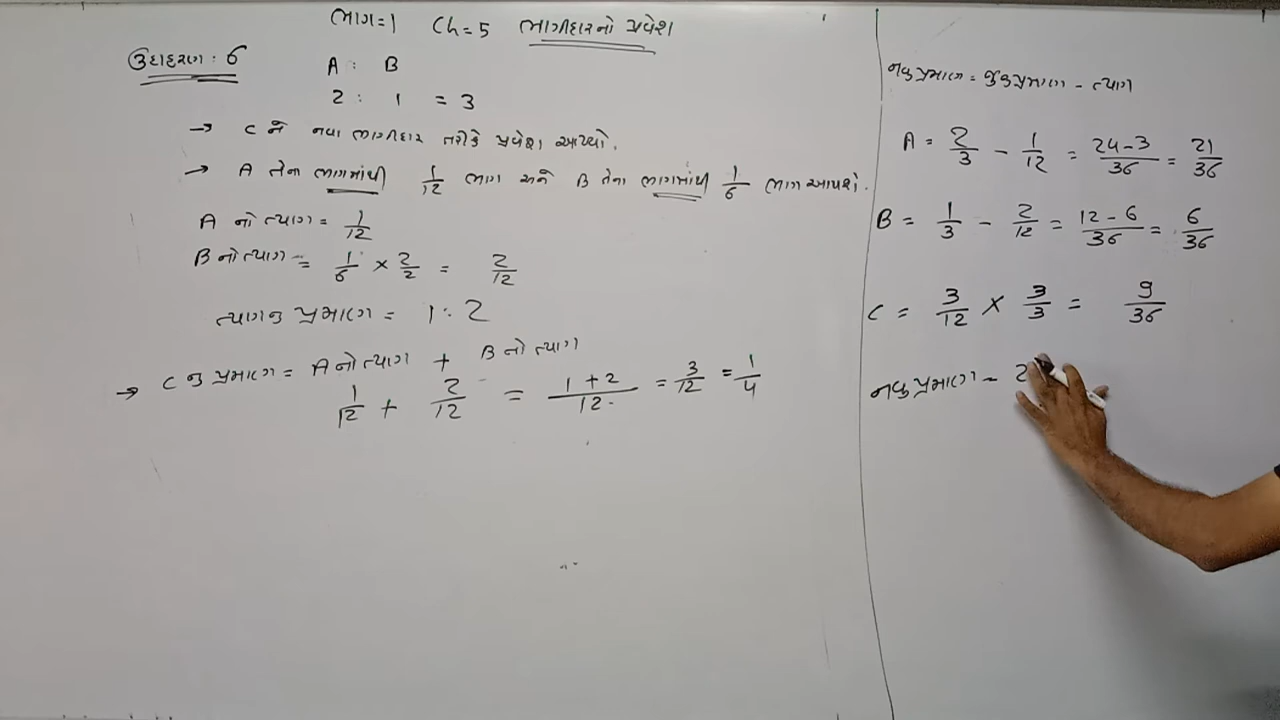 ભાગ=1 Ch=5 ભાગીદારનો પ્રવેશ
ઉદાહરણ : 6
A : B
2 : 1 = 3
→ C ને નવા ભાગીદાર તરીકે પ્રવેશ આપ્યો.
→ A તેના ભાગમાંથી 1/12 ભાગ અને B તેના ભાગમાંથી 1/6 ભાગ આપશે.
A નો ત્યાગ = 1/12
B નો ત્યાગ = 1/6 × 2/2 = 2/12
ત્યાગનુ પ્રમાણ = 1 : 2
→ C નુ પ્રમાણ = A નો ત્યાગ + B નો ત્યાગ
1/12 + 2/12 = 1+2/12 = 3/12 = 1/4
નવુ પ્રમાણ = જુનુ પ્રમાણ - ત્યાગ
A = 2/3 - 1/12 = 24-3/36 = 21/36
B = 1/3 - 2/12 = 12-6/36 = 6/36
C = 3/12 × 3/3 = 9/36
નવુ પ્રમાણ - 2